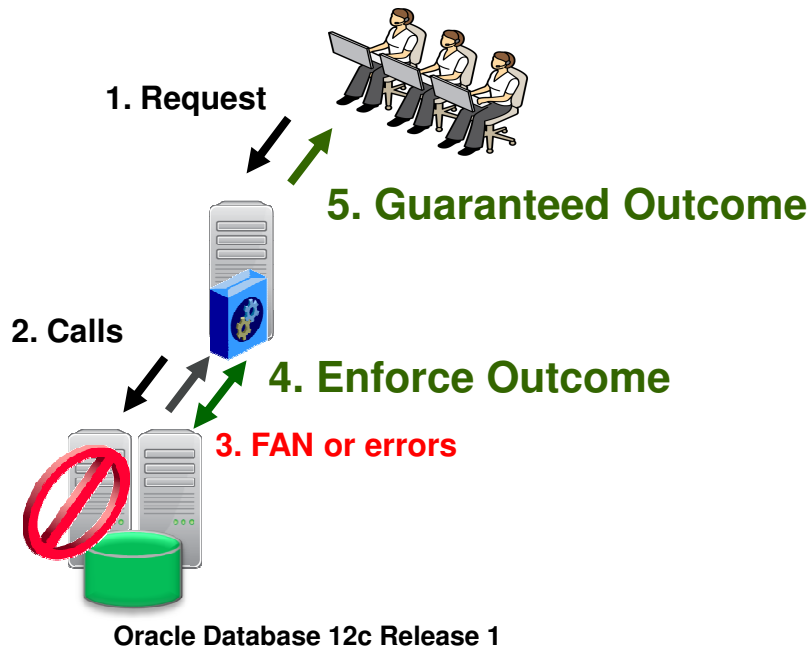 1. Request
5. Guaranteed Outcome
2. Calls
4. Enforce Outcome
3. FAN or errors
Oracle Database 12c Release 1